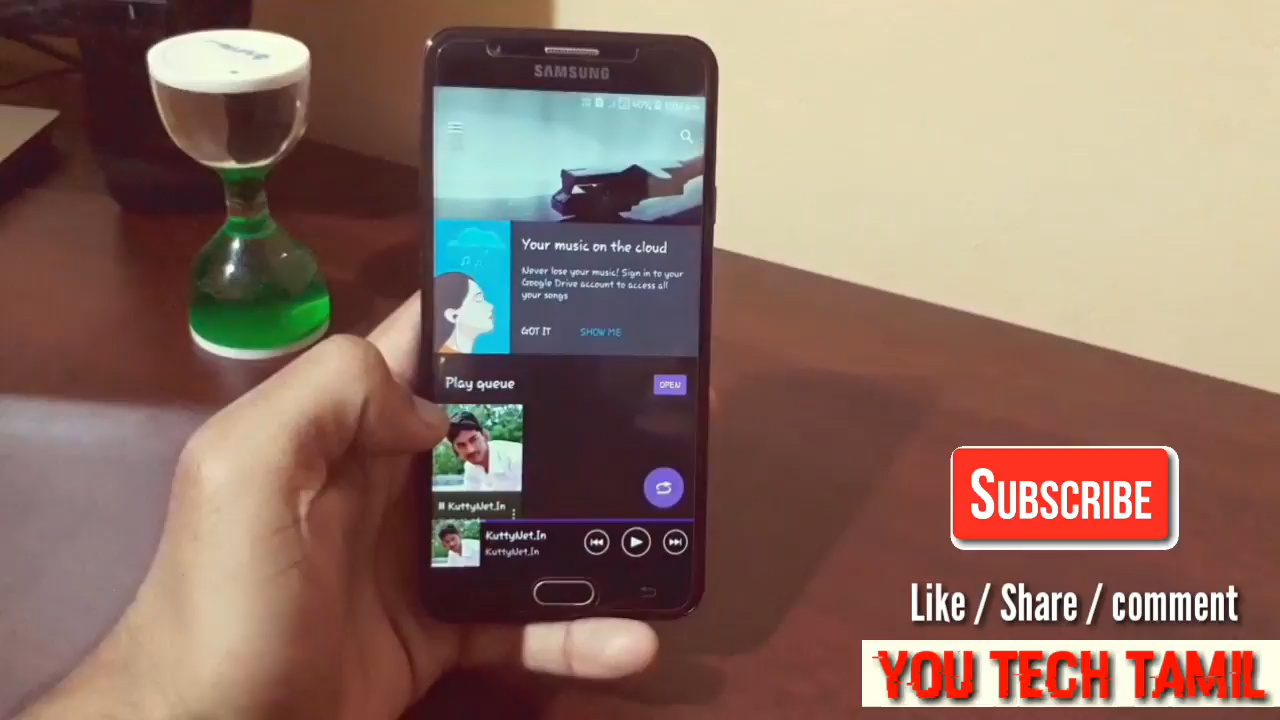 SAMSUNG
40%
Your music on the cloud
Never lose your music! Sign in to your
Google Drive account to access all
your songs
GOT IT SHOW ME
Play queue
OPEN
# KuttyNet.In
KuttyNet.In
KuttyNet.In
SUBSCRIBE
Like / Share / comment
YOU TECH TAMIL